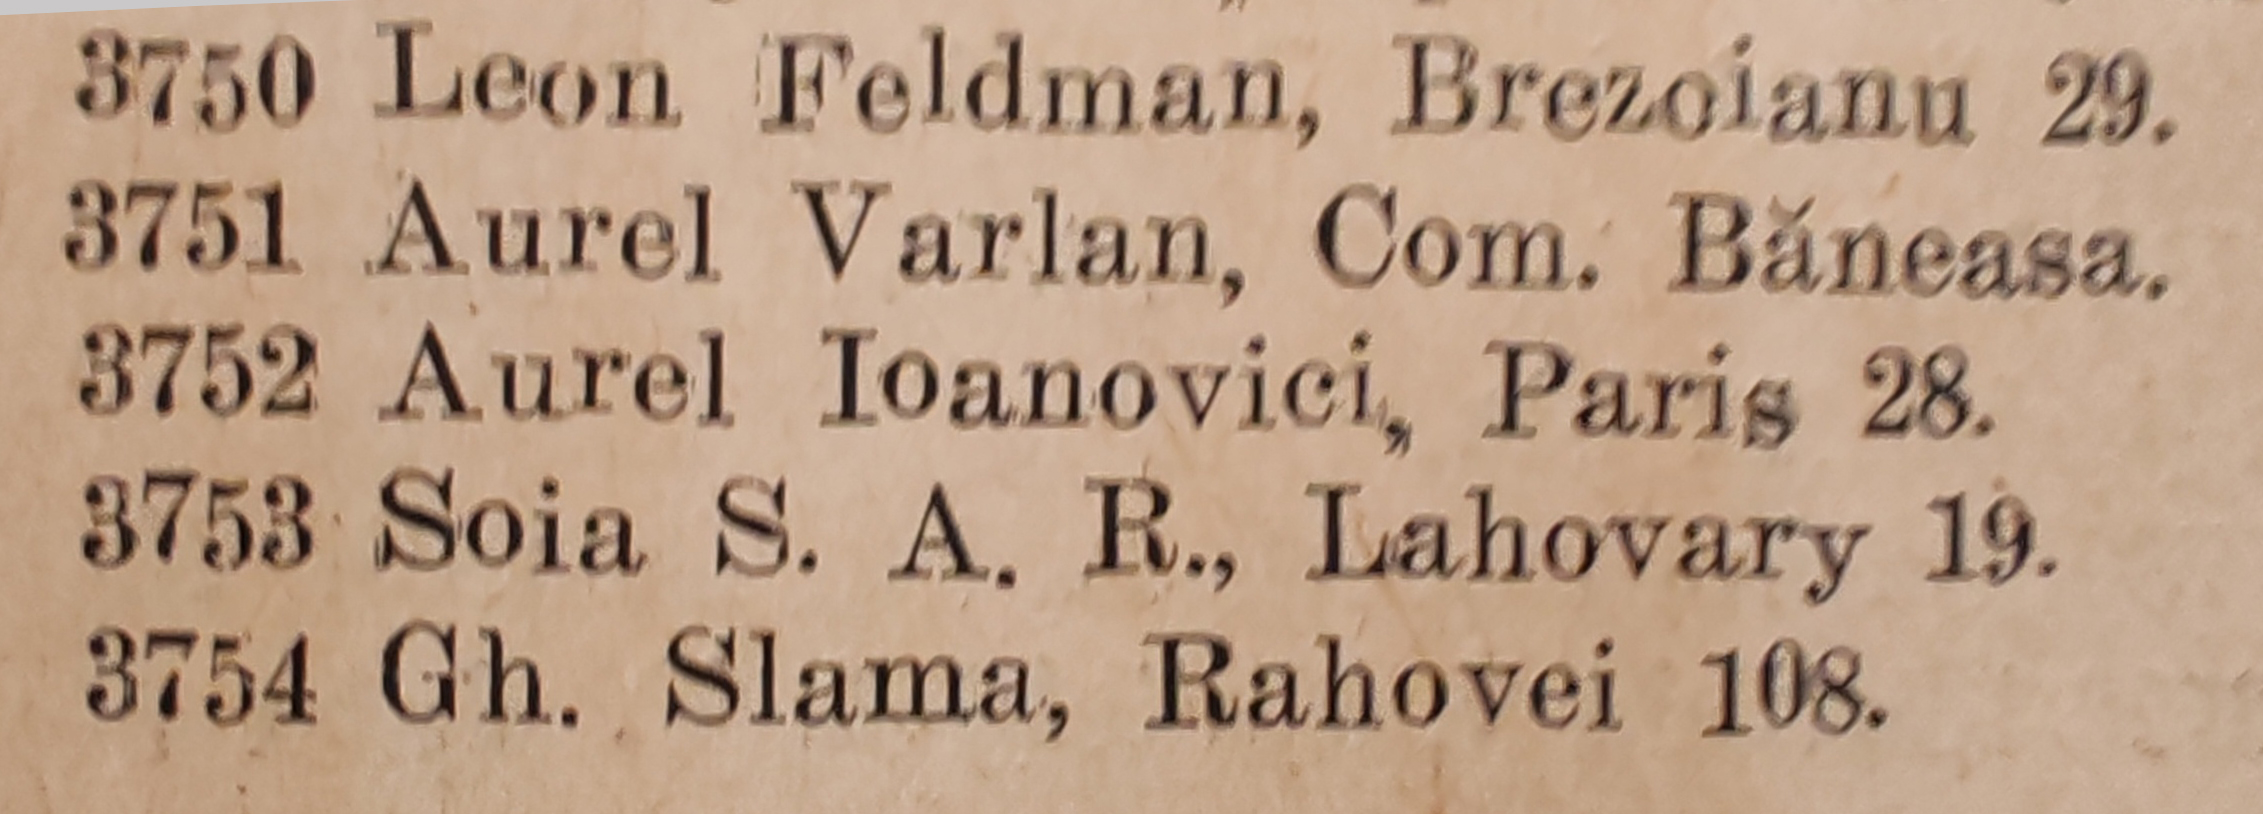 3750 Leon Feldman, Brezoianu 29.
3751 Aurel Varlan, Com. Băneasa.
3752 Aurel Ioanovici, Paris 28.
3753 Soia S. A. R., Lahovary 19.
3754 Gh. Slama, Rahovei 108.